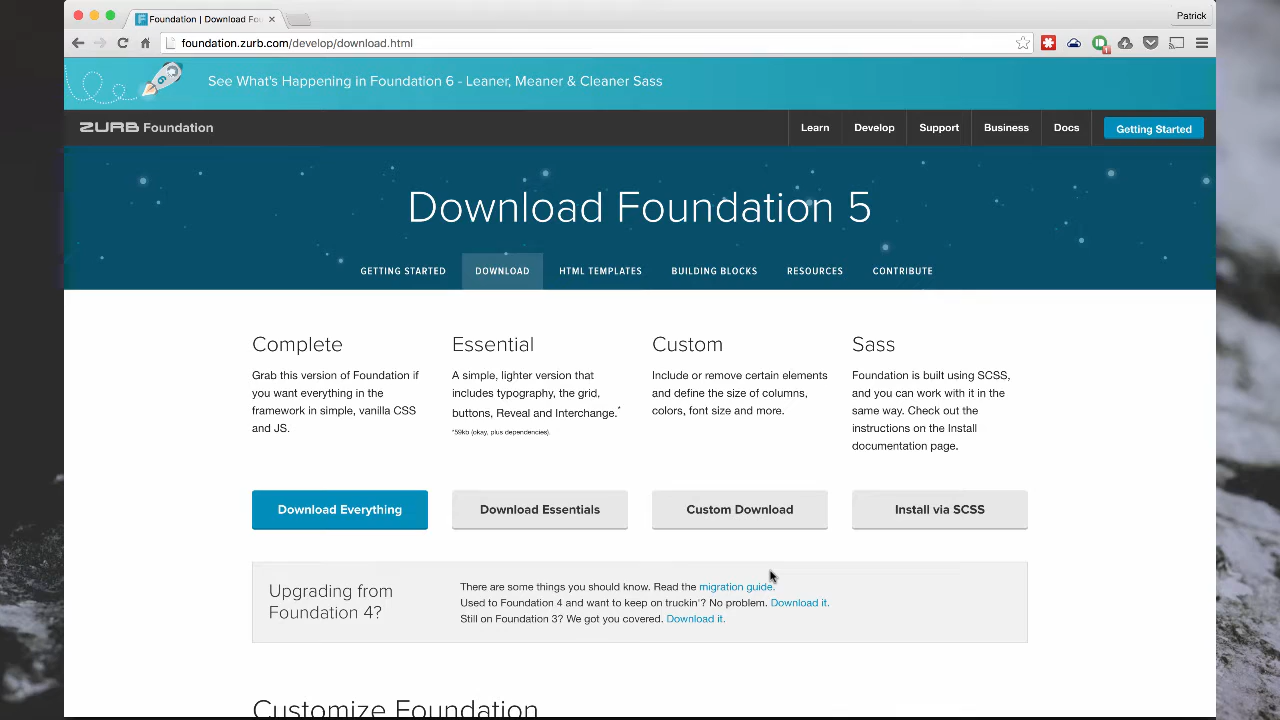 Foundation | Download Fou
Patrick
foundation.zurb.com/develop/download.html
See What's Happening in Foundation 6 - Leaner, Meaner & Cleaner Sass
ZURB Foundation
Learn Develop Support Business Docs Getting Started
Download Foundation 5
GETTING STARTED DOWNLOAD HTML TEMPLATES BUILDING BLOCKS RESOURCES CONTRIBUTE
Complete
Grab this version of Foundation if
you want everything in the
framework in simple, vanilla CSS
and JS.
Download Everything
Essential
A simple, lighter version that
includes typography, the grid,
buttons, Reveal and Interchange.*
*59kb (okay, plus dependencies).
Download Essentials
Custom
Include or remove certain elements
and define the size of columns,
colors, font size and more.
Custom Download
Sass
Foundation is built using SCSS,
and you can work with it in the
same way. Check out the
instructions on the Install
documentation page.
Install via SCSS
Upgrading from
Foundation 4?
There are some things you should know. Read the migration guide.
Used to Foundation 4 and want to keep on truckin'? No problem. Download it.
Still on Foundation 3? We got you covered. Download it.
Customize Foundation